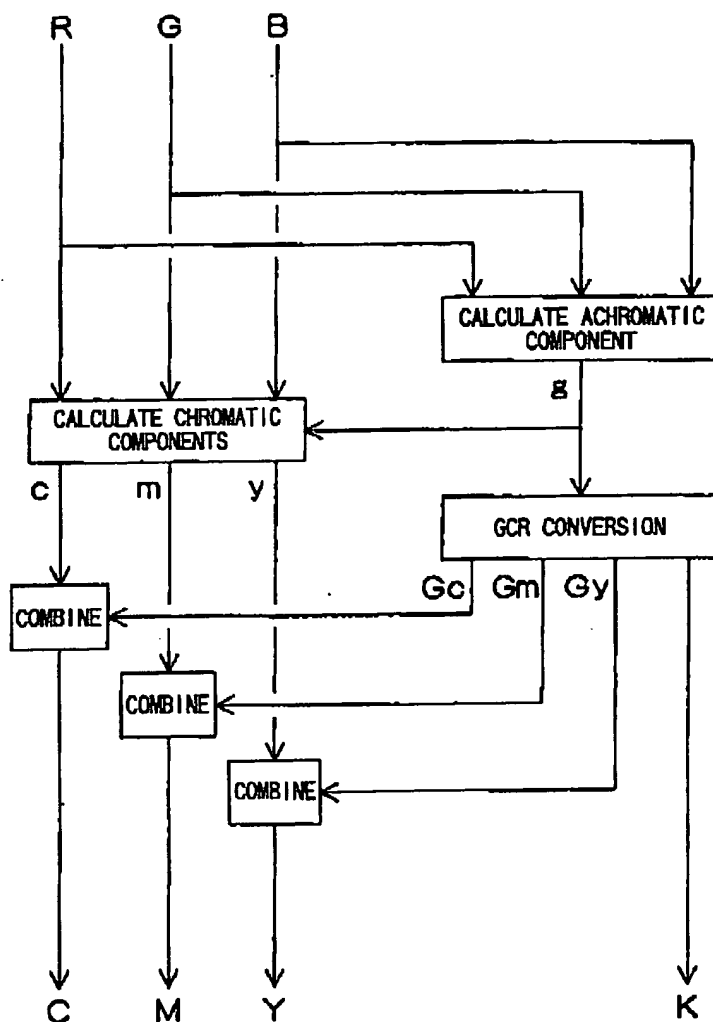 R G B
CALCULATE ACHROMATIC
COMPONENT
g
CALCULATE CHROMATIC
COMPONENTS
c m y
GCR CONVERSION
Gc Gm Gy
COMBINE
COMBINE
COMBINE
C M Y K